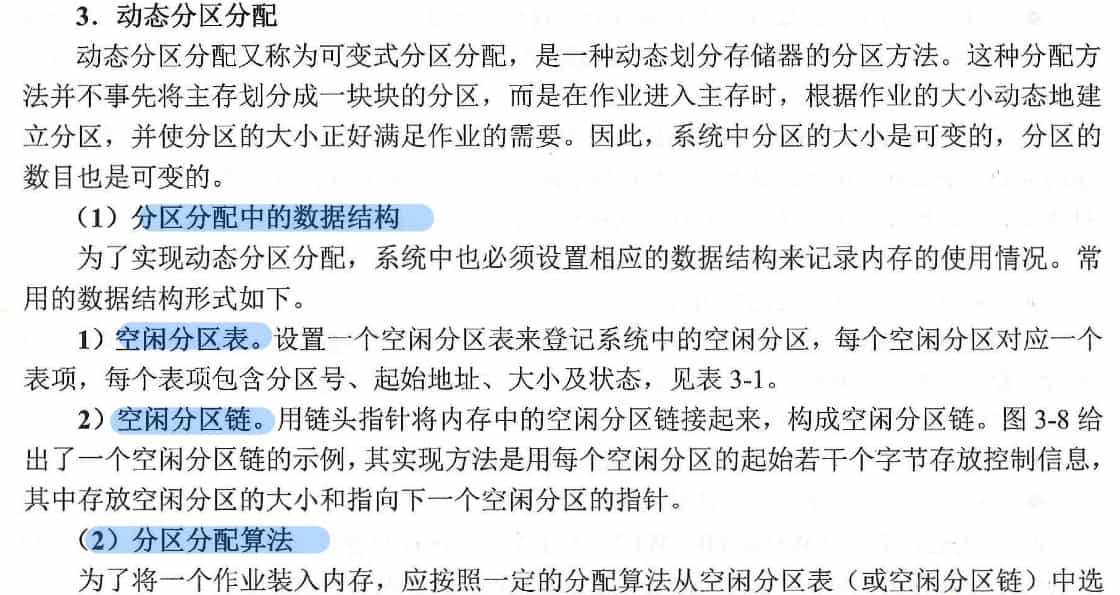 3．动态分区分配
动态分区分配又称为可变式分区分配，是一种动态划分存储器的分区方法。这种分配方
法并不事先将主存划分成一块块的分区，而是在作业进入主存时，根据作业的大小动态地建
立分区，并使分区的大小正好满足作业的需要。因此，系统中分区的大小是可变的，分区的
数目也是可变的。
（1）分区分配中的数据结构
为了实现动态分区分配，系统中也必须设置相应的数据结构来记录内存的使用情况。常
用的数据结构形式如下。
1）空闲分区表。设置一个空闲分区表来登记系统中的空闲分区，每个空闲分区对应一个
表项，每个表项包含分区号、起始地址、大小及状态，见表 3-1。
2）空闲分区链。用链头指针将内存中的空闲分区链接起来，构成空闲分区链。图 3-8 给
出了一个空闲分区链的示例，其实现方法是用每个空闲分区的起始若干个字节存放控制信息，
其中存放空闲分区的大小和指向下一个空闲分区的指针。
（2）分区分配算法
为了将一个作业装入内存，应按照一定的分配算法从空闲分区表（或空闲分区链）中选